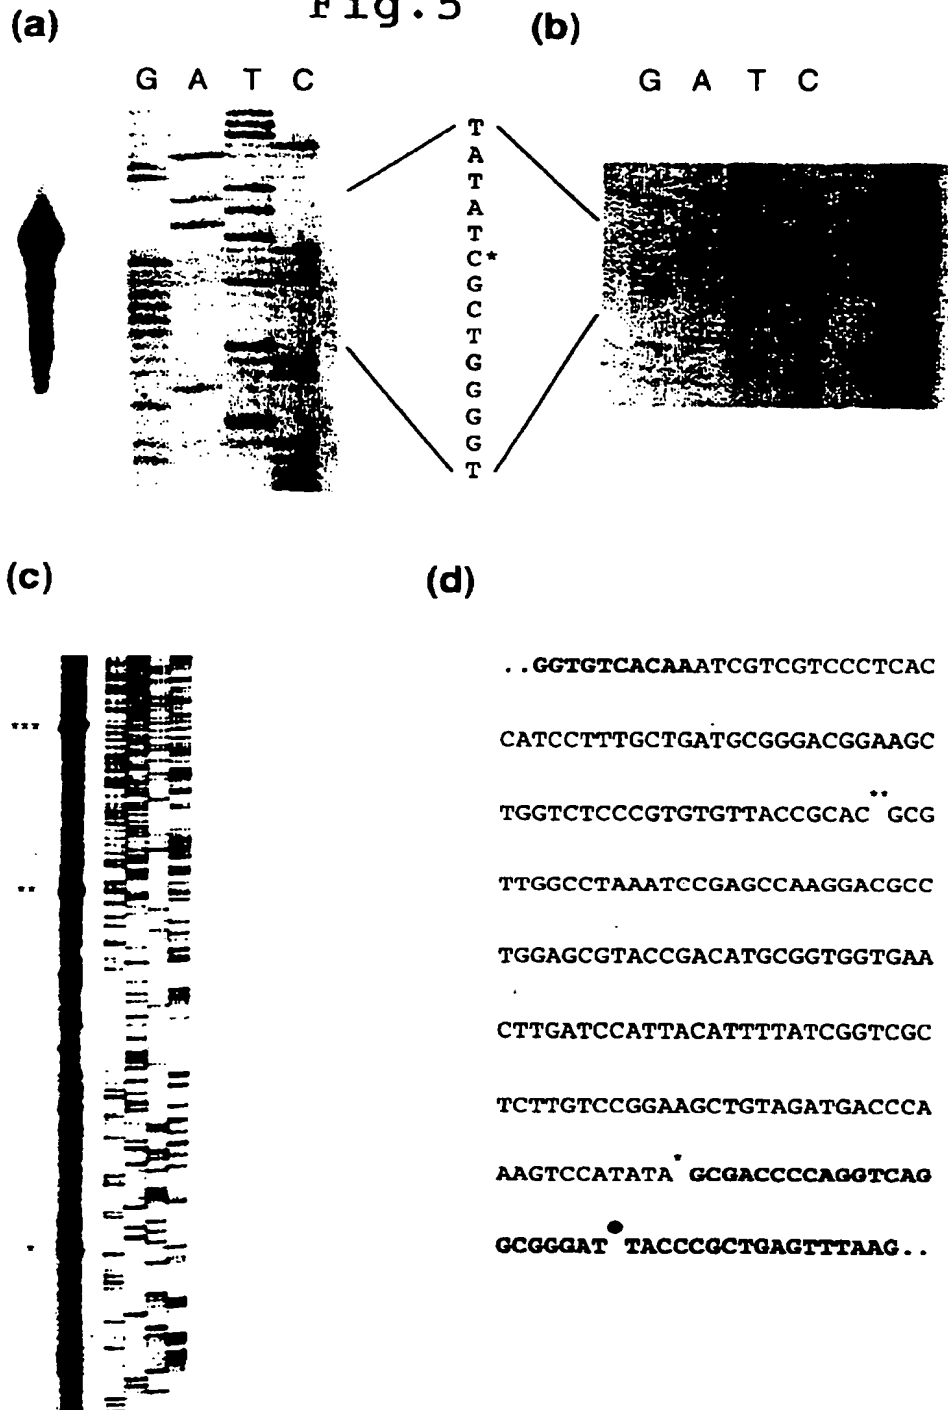 Fig.5
(a)
G A T C
T
A
T
A
T
C*
G
C
T
G
G
G
G
T
(b)
G A T C
(c)
***
**
*
(d)
..GGTGTCACAAATCGTCGTCCCTCAC
CATCCTTTGCTGATGCGGGACGGAAGC
TGGTCTCCCGTGTGTTACCGCAC**GCG
TTGGCCTAAATCCGAGCCAAGGACGCC
TGGAGCGTACCGACATGCGGTGGTGAA
CTTGATCCATTACATTTTATCGGTCGC
TCTTGTCCGGAAGCTGTAGATGACCCA
AAGTCCATATA*GCGACCCCAGGTCAG
GCGGGAT●TACCCGCTGAGTTTAAG..